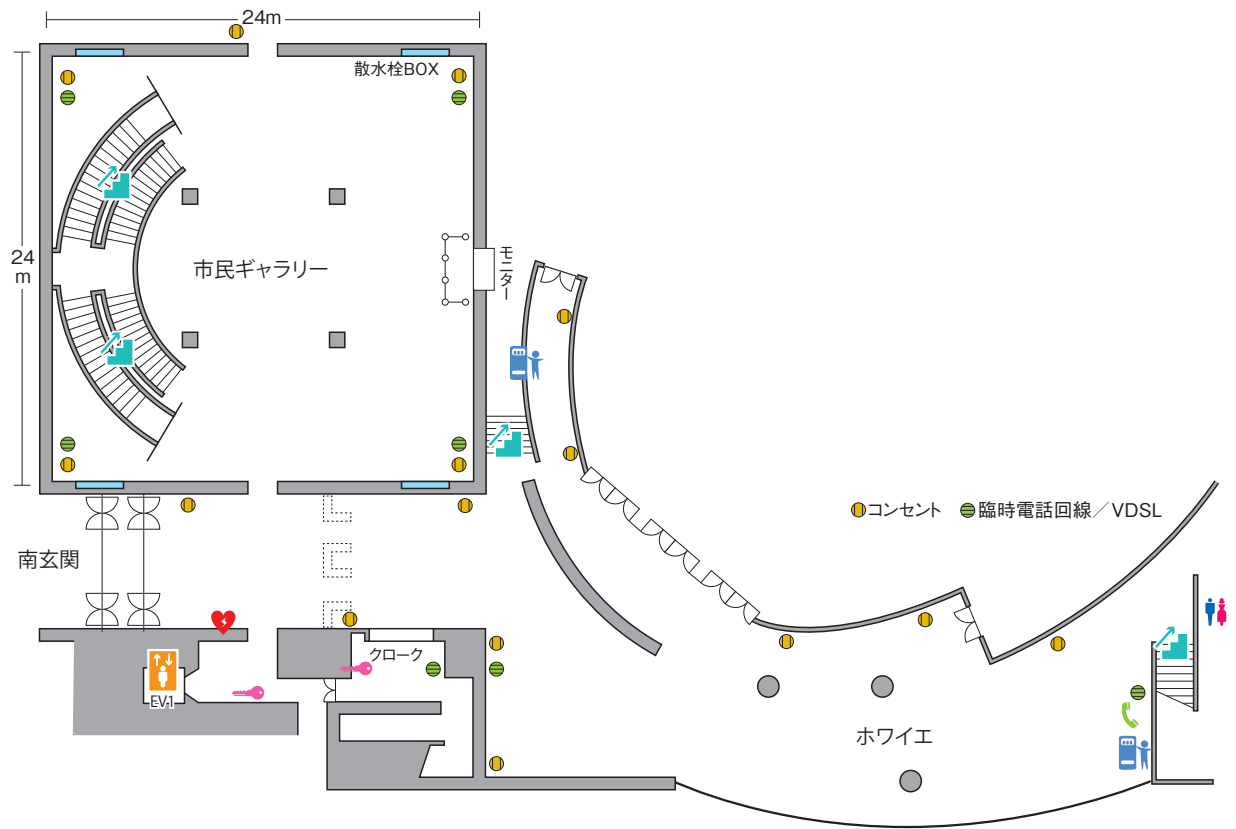 24m
散水栓BOX
24
m
市民ギャラリー
モニター
コンセント
臨時電話回線／VDSL
南玄関
クローク
EV1
ホワイエ